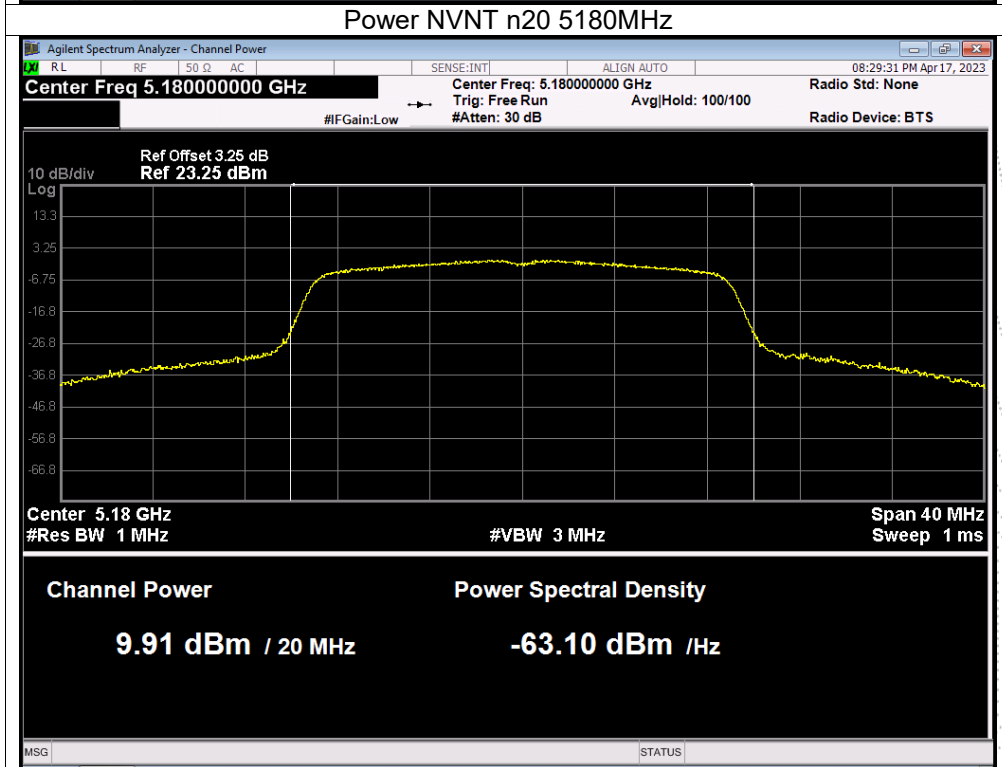 Power NVNT n20 5180MHz
Agilent Spectrum Analyzer - Channel Power
LXI RL RF 50 Ω AC SENSE:INT ALIGN AUTO 08:29:31 PM Apr 17, 2023
Center Freq 5.180000000 GHz Center Freq: 5.180000000 GHz Radio Std: None
Trig: Free Run Avg|Hold: 100/100
#IFGain:Low #Atten: 30 dB Radio Device: BTS
Ref Offset 3.25 dB
10 dB/div Ref 23.25 dBm
Log
13.3
3.25
-6.75
-16.8
-26.8
-36.8
-46.8
-56.8
-66.8
Center 5.18 GHz Span 40 MHz
#Res BW 1 MHz #VBW 3 MHz Sweep 1 ms
Channel Power Power Spectral Density
9.91 dBm / 20 MHz -63.10 dBm /Hz
MSG STATUS